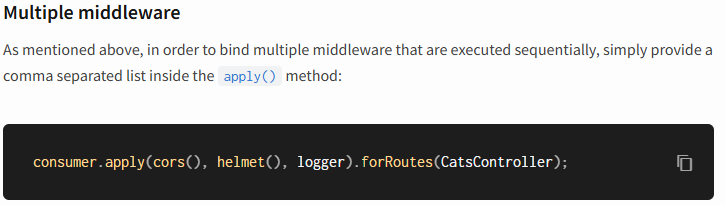 Multiple middleware
As mentioned above, in order to bind multiple middleware that are executed sequentially, simply provide a
comma separated list inside the apply() method:
consumer.apply(cors(), helmet(), logger).forRoutes(CatsController);